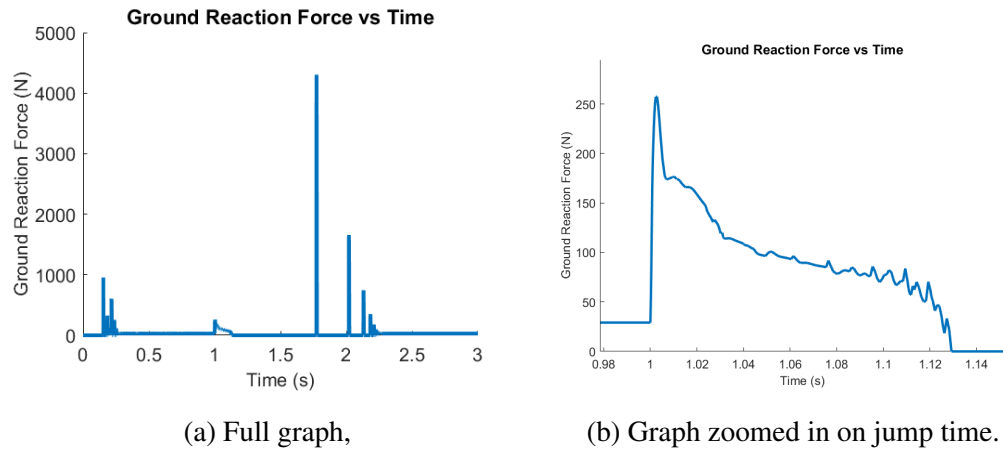 Ground Reaction Force vs Time
Ground Reaction Force (N)
5000
4000
3000
2000
1000
0
0 0.5 1 1.5 2 2.5 3
Time (s)
(a) Full graph,
Ground Reaction Force vs Time
Ground Reaction Force (N)
250
200
150
100
50
0
0.98 1 1.02 1.04 1.06 1.08 1.1 1.12 1.14
Time (s)
(b) Graph zoomed in on jump time.